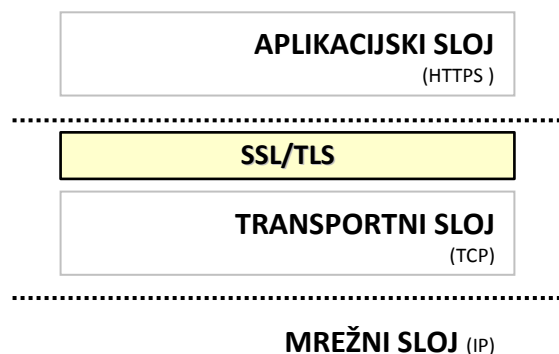 APLIKACIJSKI SLOJ
(HTTPS )
SSL/TLS
TRANSPORTNI SLOJ
(TCP)
MREŽNI SLOJ (IP)